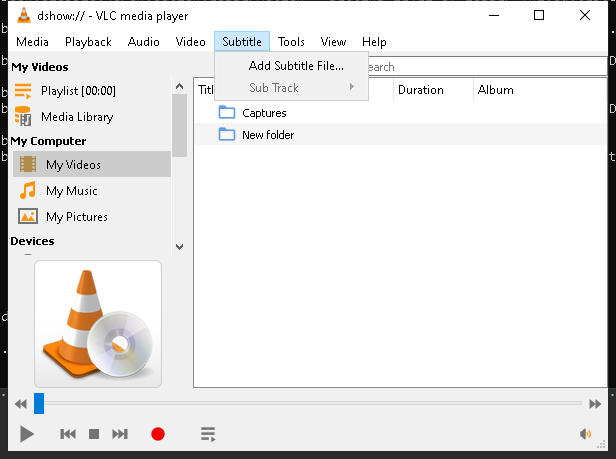 dshow:// - VLC media player
Media Playback Audio Video Subtitle Tools View Help
My Videos
Playlist [00:00]
Media Library
My Computer
My Videos
My Music
My Pictures
Devices
Add Subtitle File...
Sub Track
earch
Titl Duration Album
Captures
New folder